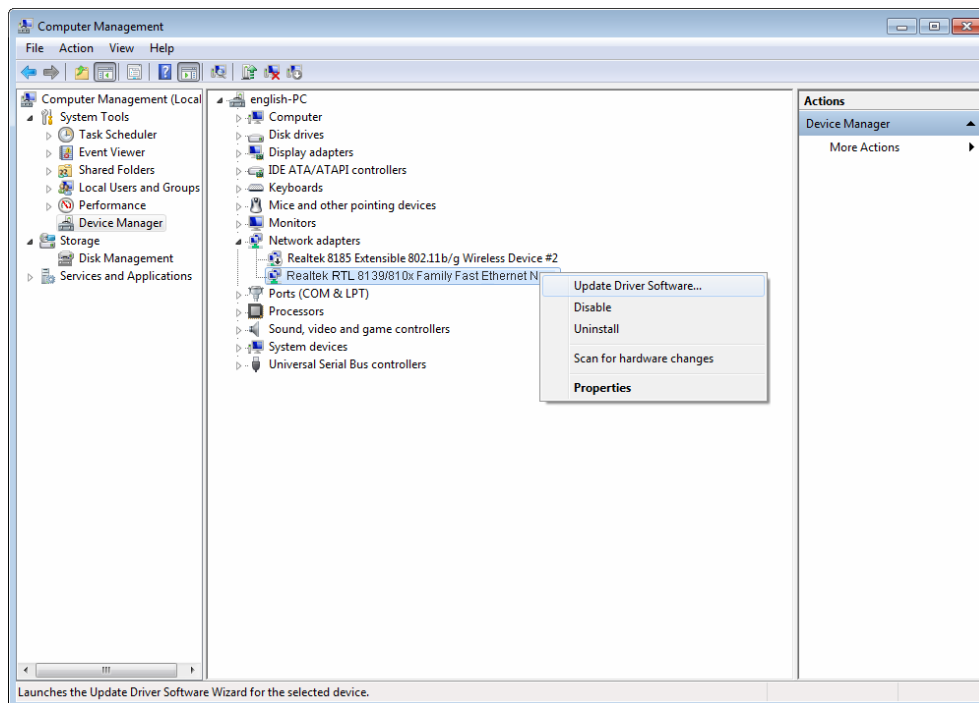 Computer Management
File Action View Help
Computer Management (Local
System Tools
Task Scheduler
Event Viewer
Shared Folders
Local Users and Groups
Performance
Device Manager
Storage
Disk Management
Services and Applications
english-PC
Computer
Disk drives
Display adapters
IDE ATA/ATAPI controllers
Keyboards
Mice and other pointing devices
Monitors
Network adapters
Realtek 8185 Extensible 802.11b/g Wireless Device #2
Realtek RTL 8139/810x Family Fast Ethernet N
Ports (COM & LPT)
Processors
Sound, video and game controllers
System devices
Universal Serial Bus controllers
Update Driver Software...
Disable
Uninstall
Scan for hardware changes
Properties
Actions
Device Manager
More Actions
Launches the Update Driver Software Wizard for the selected device.